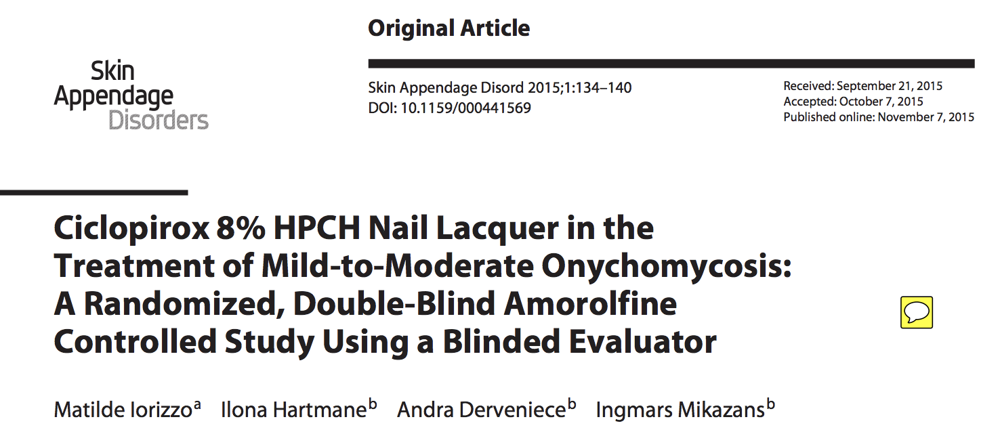 Original Article
Skin
Appendage
Disorders
Skin Appendage Disord 2015;1:134–140
DOI: 10.1159/000441569
Received: September 21, 2015
Accepted: October 7, 2015
Published online: November 7, 2015
Ciclopirox 8% HPCH Nail Lacquer in the
Treatment of Mild-to-Moderate Onychomycosis:
A Randomized, Double-Blind Amorolfine
Controlled Study Using a Blinded Evaluator
Matilde Iorizzo a Ilona Hartmane b Andra Derveniece b Ingmars Mikazans b